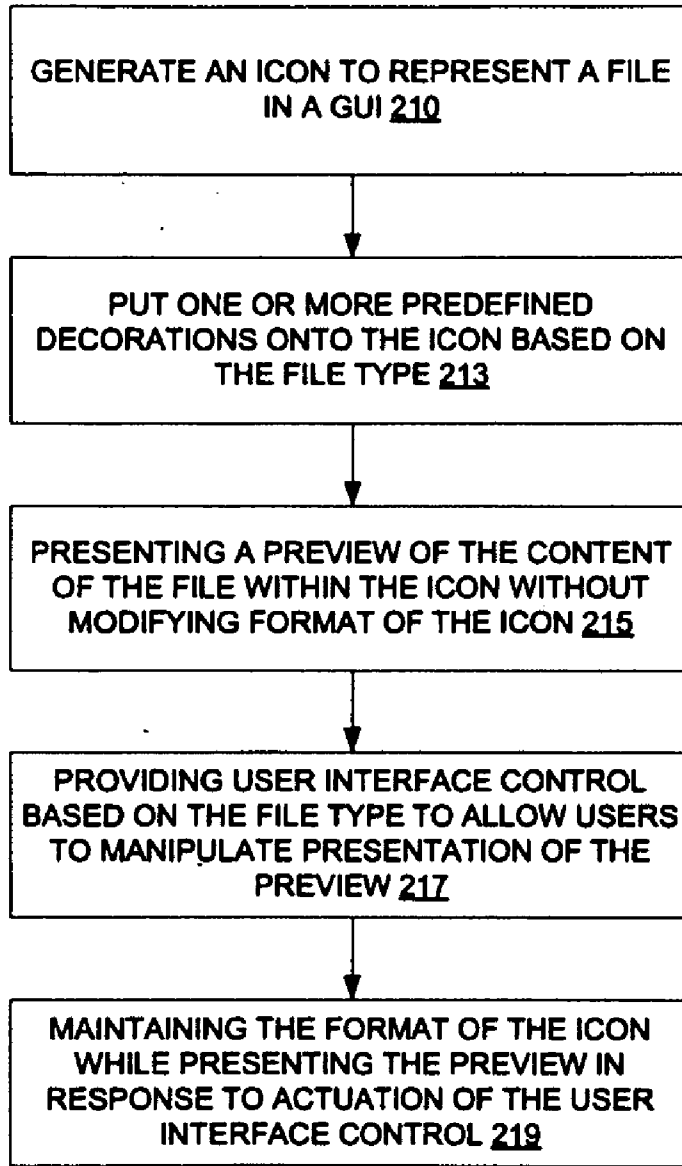 GENERATE AN ICON TO REPRESENT A FILE
IN A GUI 210
PUT ONE OR MORE PREDEFINED
DECORATIONS ONTO THE ICON BASED ON
THE FILE TYPE 213
PRESENTING A PREVIEW OF THE CONTENT
OF THE FILE WITHIN THE ICON WITHOUT
MODIFYING FORMAT OF THE ICON 215
PROVIDING USER INTERFACE CONTROL
BASED ON THE FILE TYPE TO ALLOW USERS
TO MANIPULATE PRESENTATION OF THE
PREVIEW 217
MAINTAINING THE FORMAT OF THE ICON
WHILE PRESENTING THE PREVIEW IN
RESPONSE TO ACTUATION OF THE USER
INTERFACE CONTROL 219